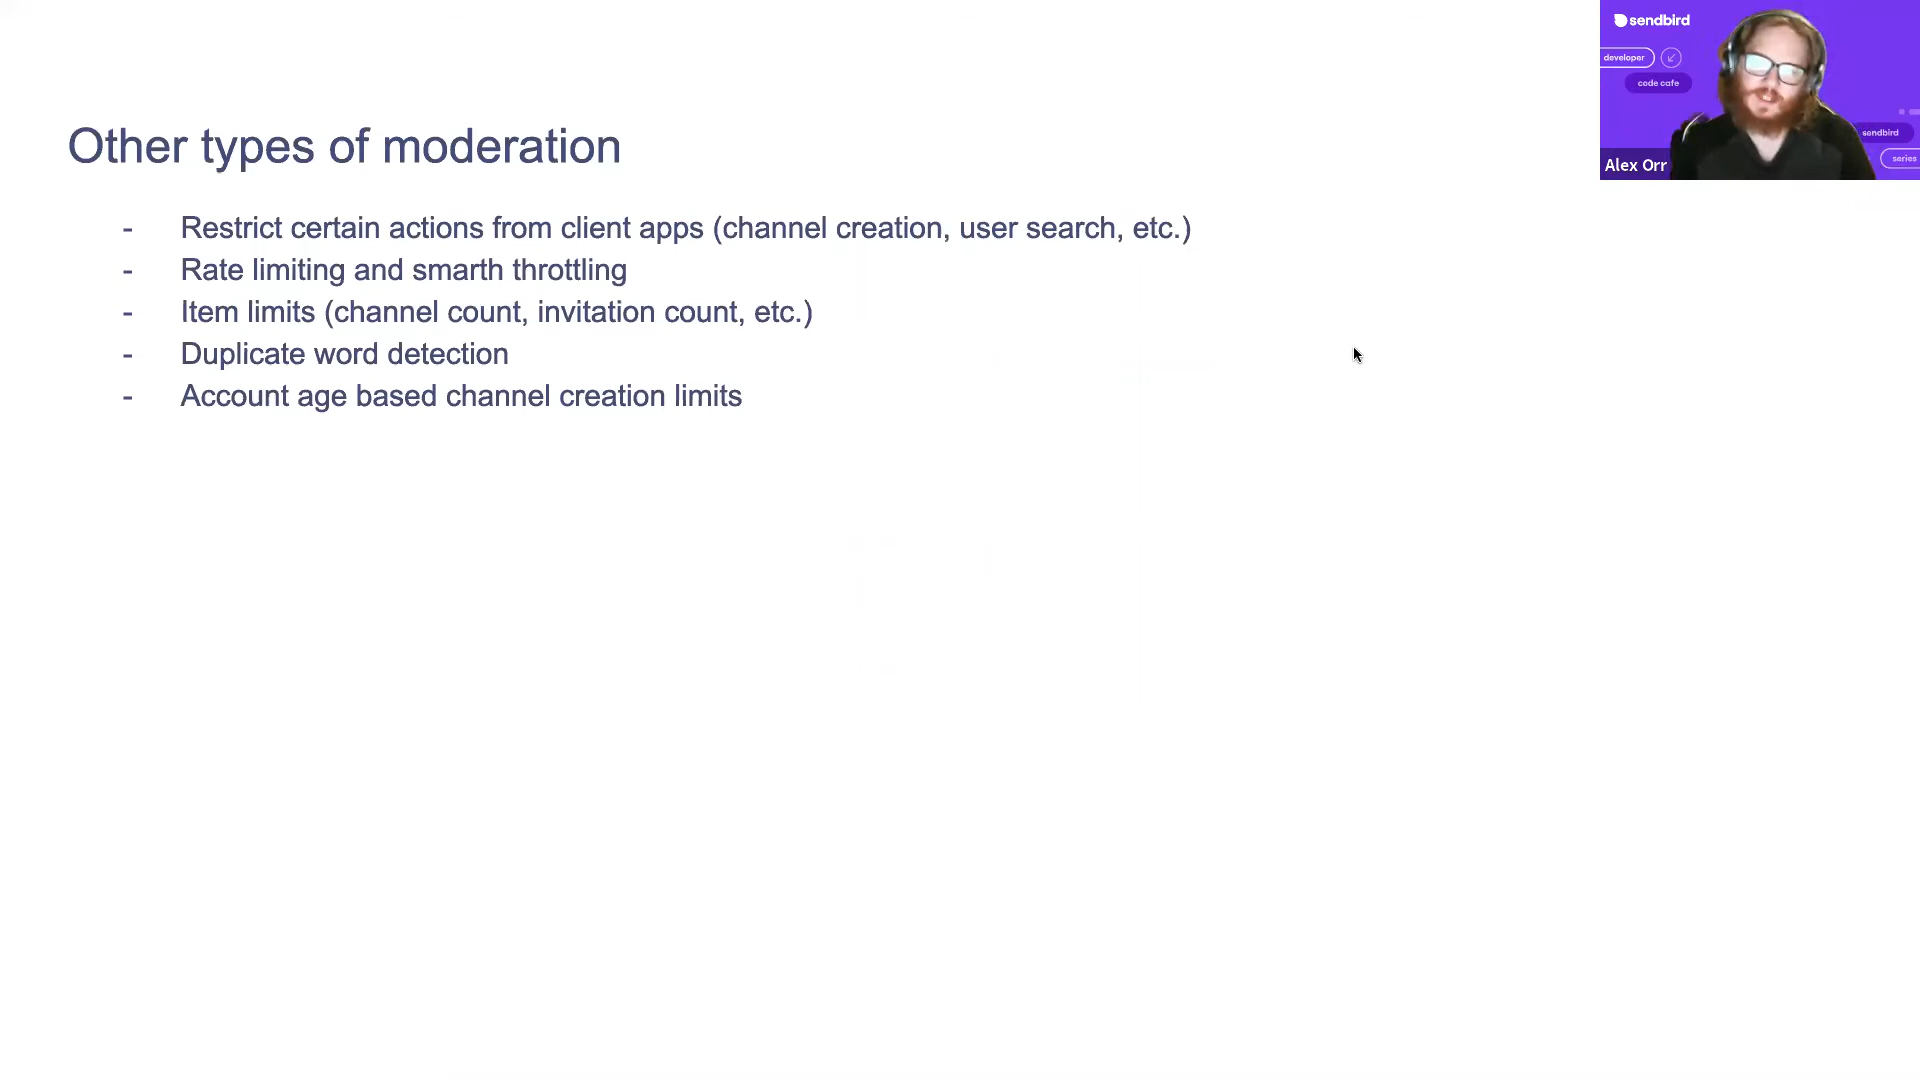 Other types of moderation
- Restrict certain actions from client apps (channel creation, user search, etc.)
- Rate limiting and smarth throttling
- Item limits (channel count, invitation count, etc.)
- Duplicate word detection
- Account age based channel creation limits
sendbird
developer
code cafe
sendbird
series
Alex Orr